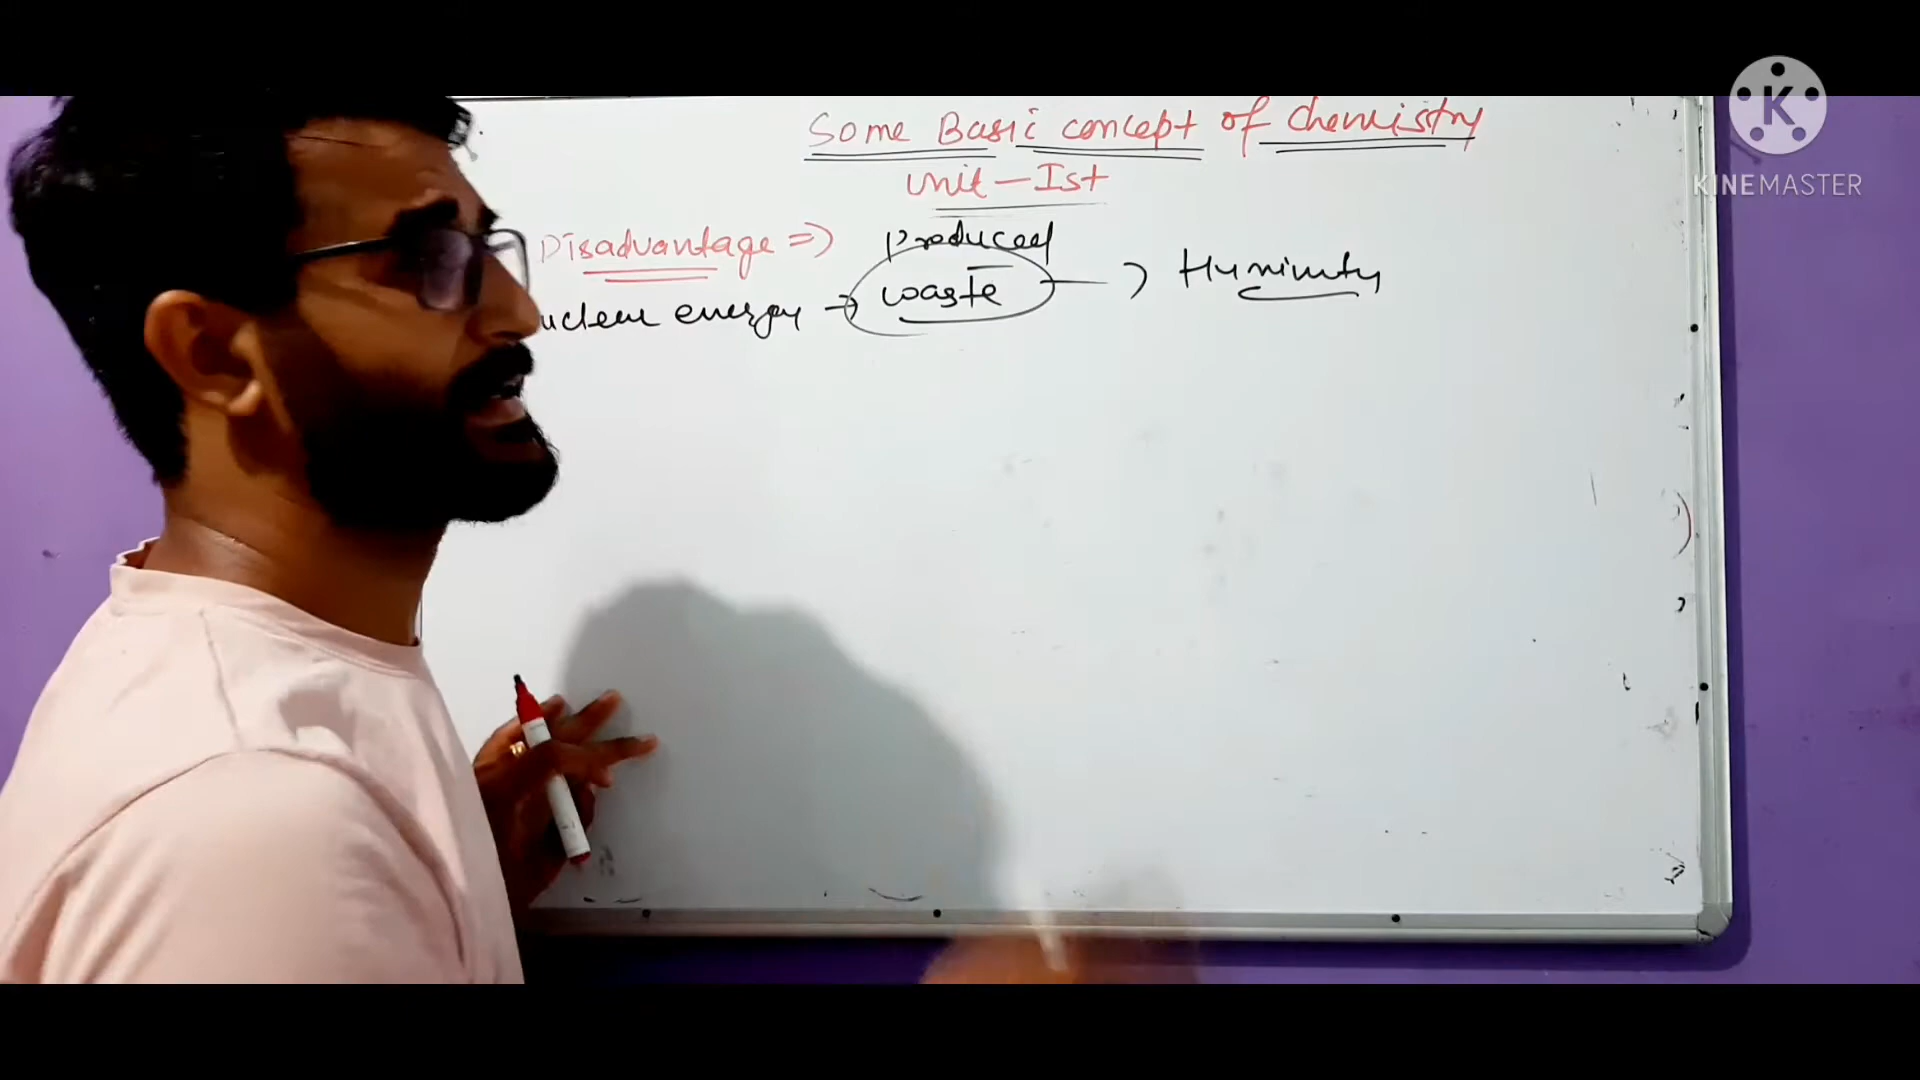 Some Basic concept of Chemistry
Unit - Ist
Disadvantage => produced
uclear energy → waste → Huminity
K
KINEMASTER